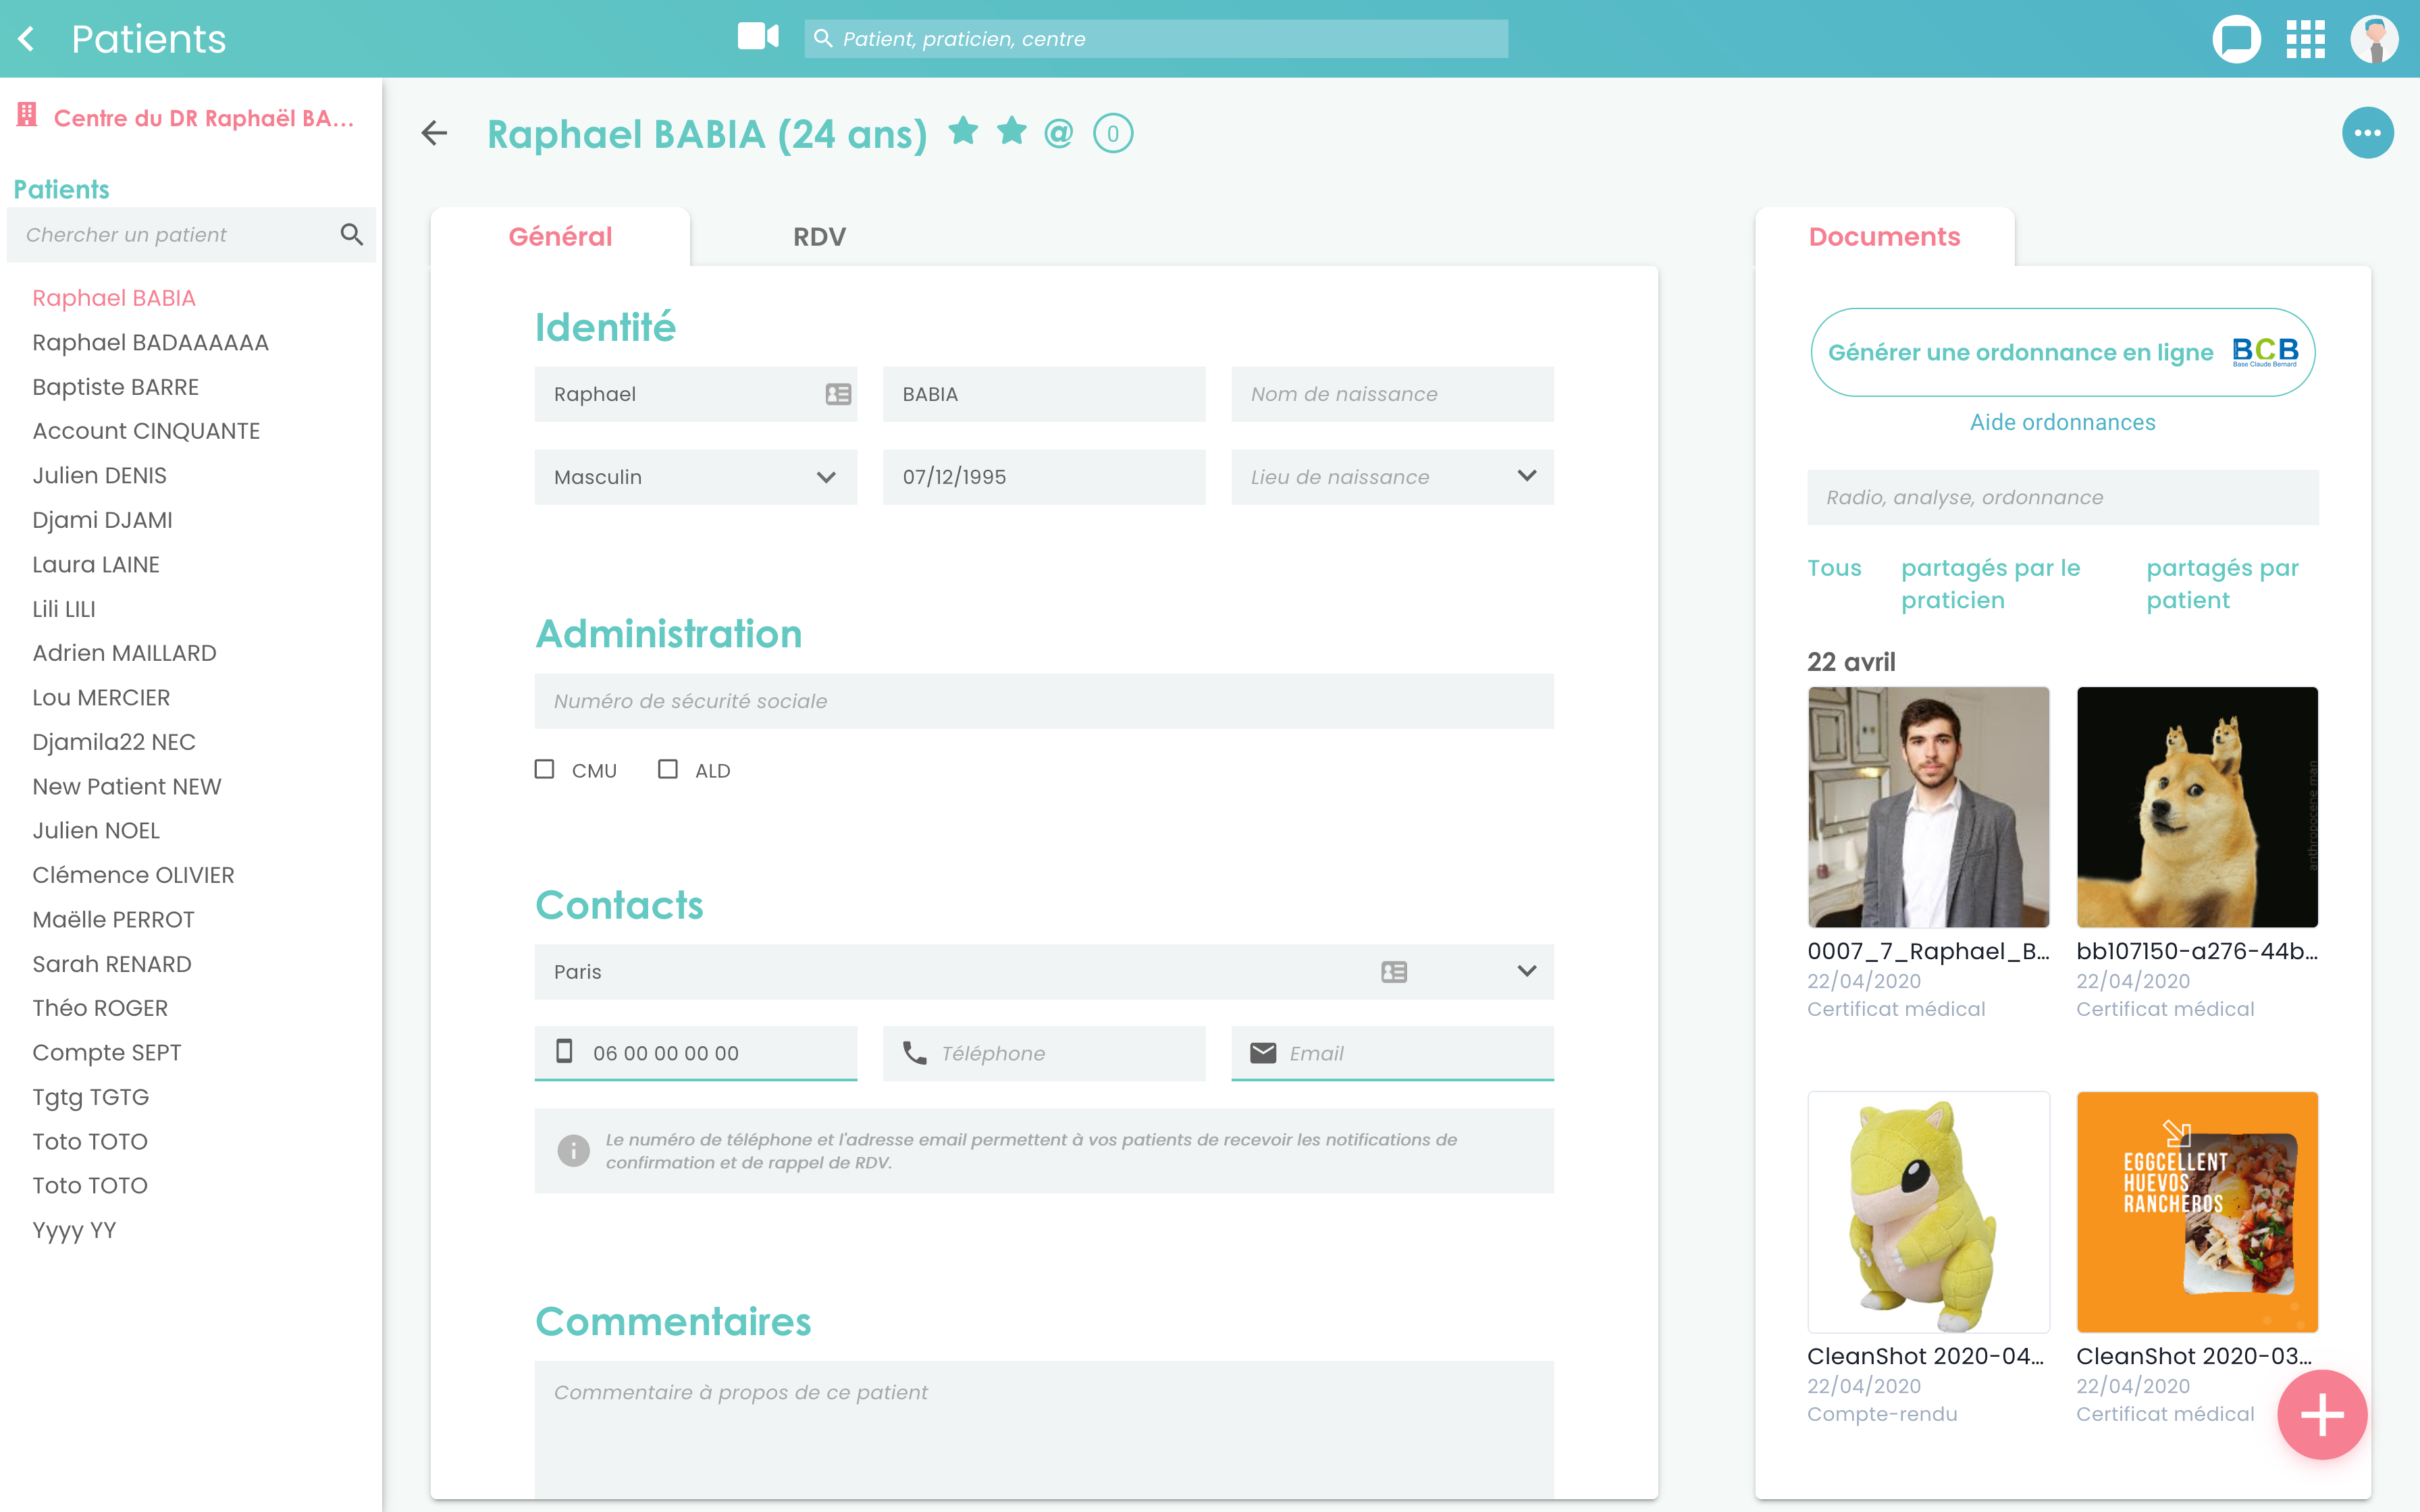 Patients
Patient, praticien, centre
Centre du DR Raphaël BA...
Patients
Chercher un patient
Raphael BABIA
Raphael BADAAAAAA
Baptiste BARRE
Account CINQUANTE
Julien DENIS
Djami DJAMI
Laura LAINE
Lili LILI
Adrien MAILLARD
Lou MERCIER
Djamila22 NEC
New Patient NEW
Julien NOEL
Clémence OLIVIER
Maëlle PERROT
Sarah RENARD
Théo ROGER
Compte SEPT
Tgtg TGTG
Toto TOTO
Toto TOTO
Yyyy YY
Raphael BABIA (24 ans) @ 0
Général RDV
Identité
Raphael BABIA Nom de naissance
Masculin 07/12/1995 Lieu de naissance
Administration
Numéro de sécurité sociale
CMU ALD
Contacts
Paris
06 00 00 00 00 Téléphone Email
Le numéro de téléphone et l'adresse email permettent à vos patients de recevoir les notifications de
confirmation et de rappel de RDV.
Commentaires
Commentaire à propos de ce patient
Documents
Générer une ordonnance en ligne BCB
Base Claude Bernard
Aide ordonnances
Radio, analyse, ordonnance
Tous partagés par le partagés par
praticien patient
22 avril
anthropocene man
0007_7_Raphael_B... bb107150-a276-44b...
22/04/2020 22/04/2020
Certificat médical Certificat médical
EGGCELLENT
HUEVOS
RANCHEROS
CleanShot 2020-04... CleanShot 2020-03...
22/04/2020 22/04/2020
Compte-rendu Certificat médical